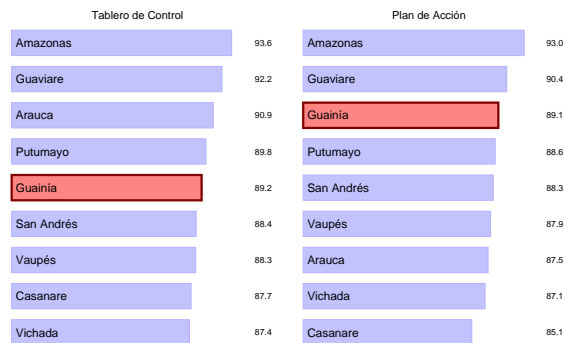 Tablero de Control
Amazonas 93.6
Guaviare 92.2
Arauca 90.9
Putumayo 89.8
Guainía 89.2
San Andrés 88.4
Vaupés 88.3
Casanare 87.7
Vichada 87.4
Plan de Acción
Amazonas 93.0
Guaviare 90.4
Guainía 89.1
Putumayo 88.6
San Andrés 88.3
Vaupés 87.9
Arauca 87.5
Vichada 87.1
Casanare 85.1